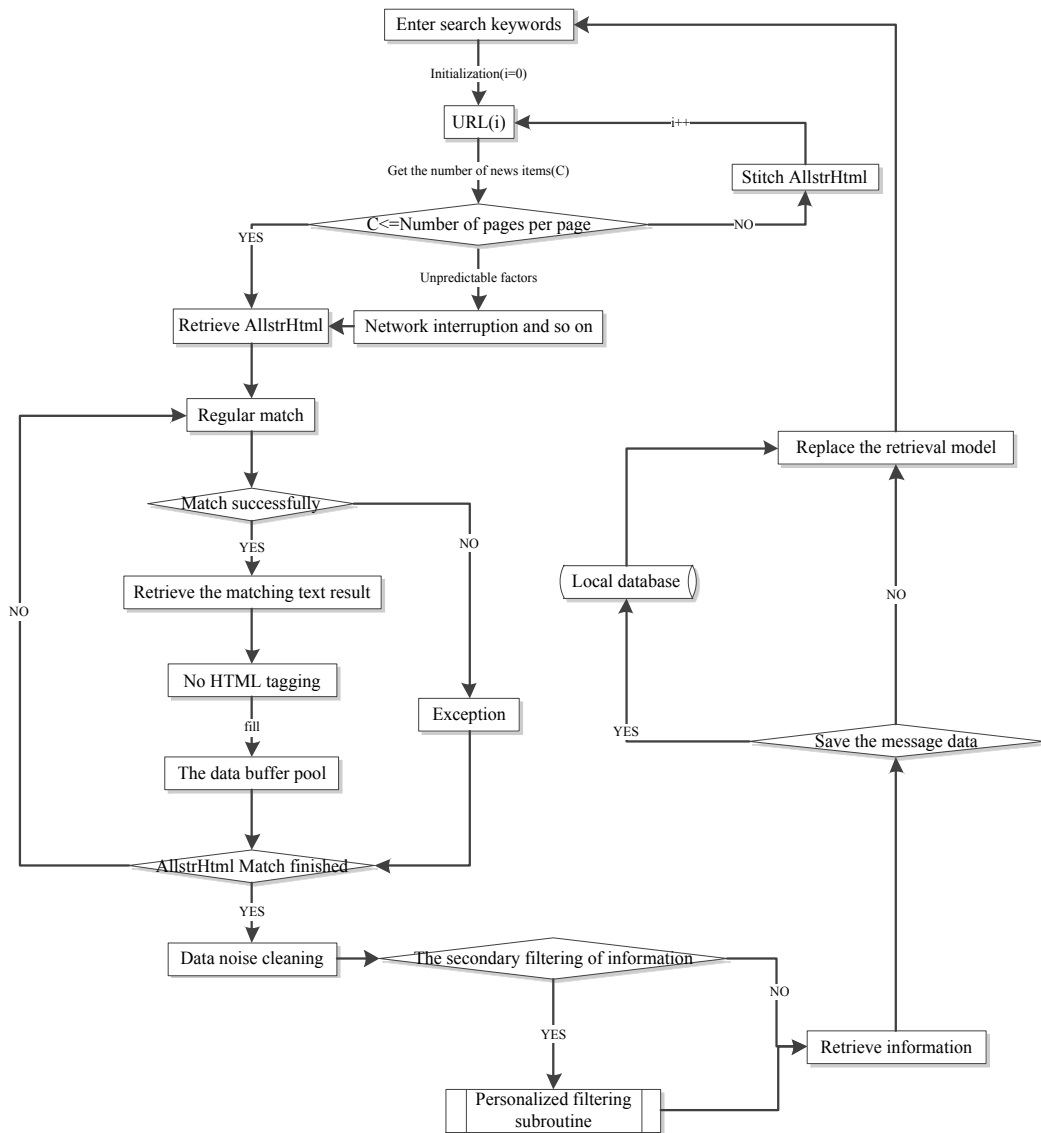 Enter search keywords
Initialization(i=0)
URL(i)
i++
Get the number of news items(C)
Stitch AllstrHtml
C<=Number of pages per page
NO
YES
Unpredictable factors
Retrieve AllstrHtml
Network interruption and so on
Regular match
Replace the retrieval model
Match successfully
YES
NO
Retrieve the matching text result
Local database
NO
NO
No HTML tagging
Exception
fill
YES
Save the message data
The data buffer pool
AllstrHtml Match finished
YES
Data noise cleaning
The secondary filtering of information
NO
YES
Retrieve information
Personalized filtering
subroutine